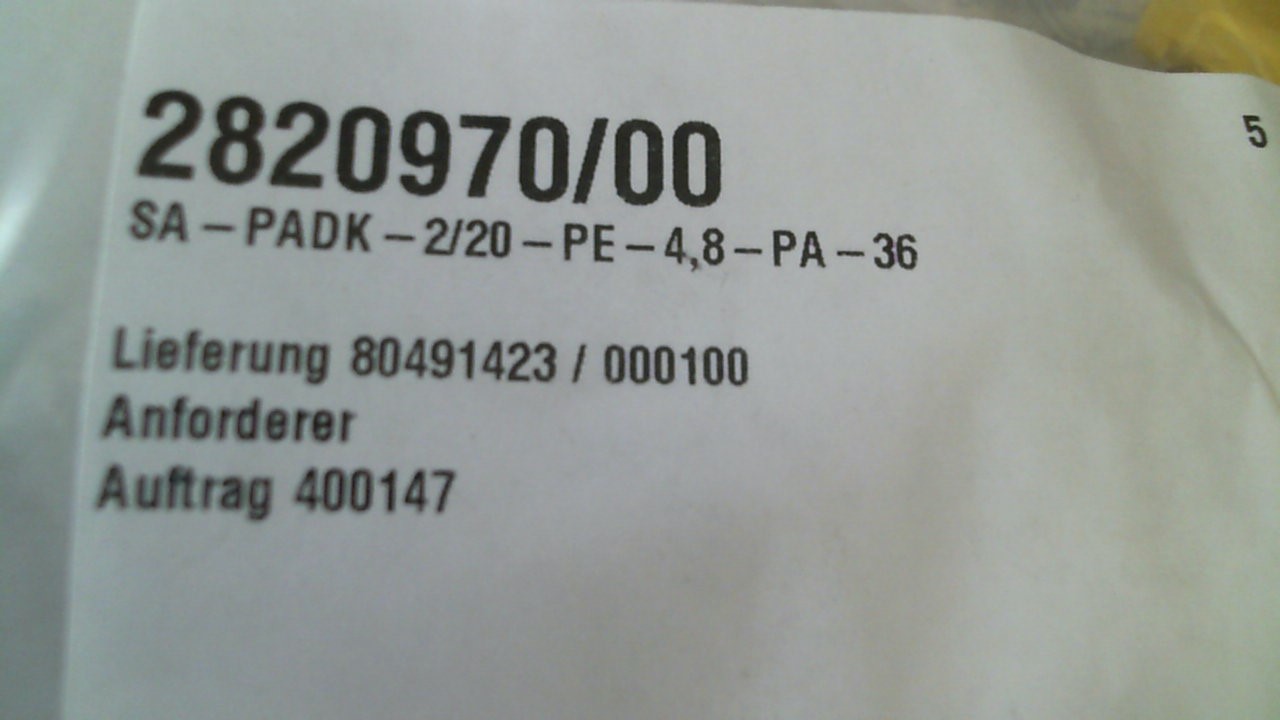 2820970/00
5
SA – PADK – 2/20 – PE – 4,8 – PA – 36
Lieferung 80491423 / 000100
Anforderer
Auftrag 400147